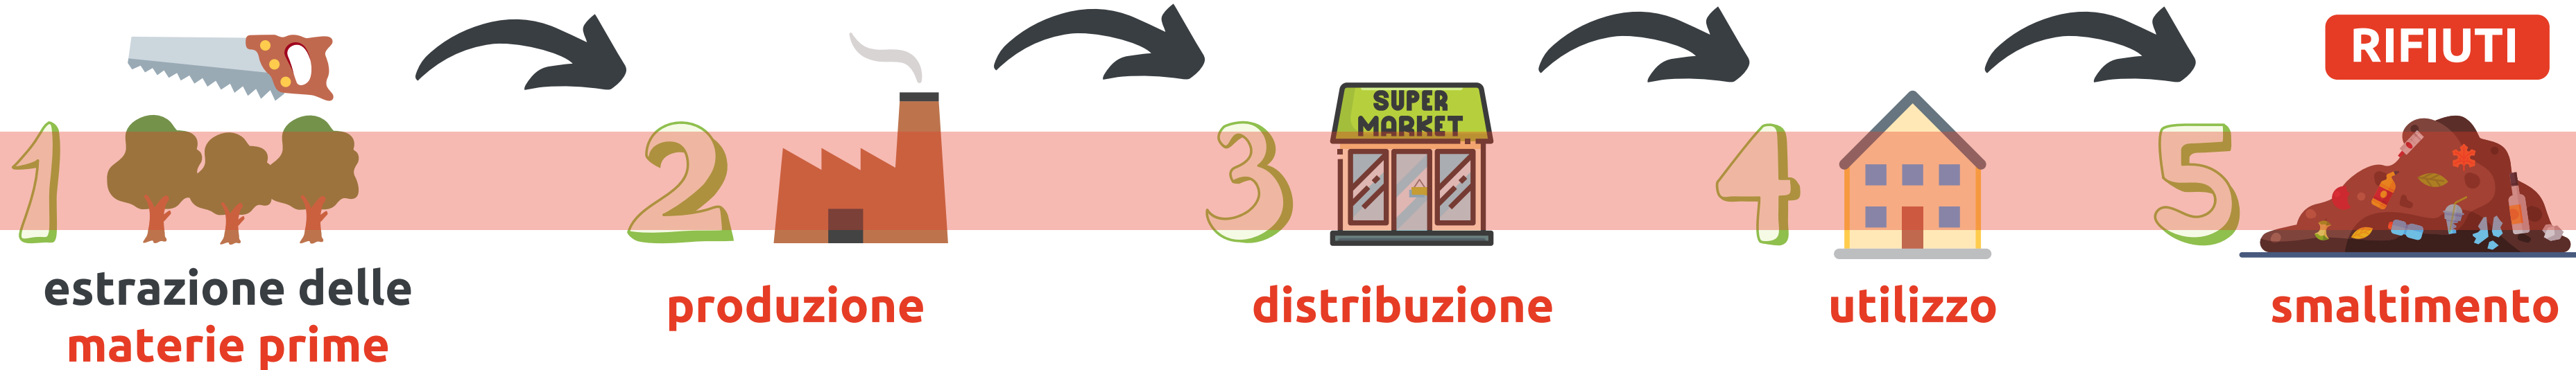 RIFIUTI
SUPER
MARKET
1
2
3
4
5
estrazione delle
materie prime
produzione
distribuzione
utilizzo
smaltimento